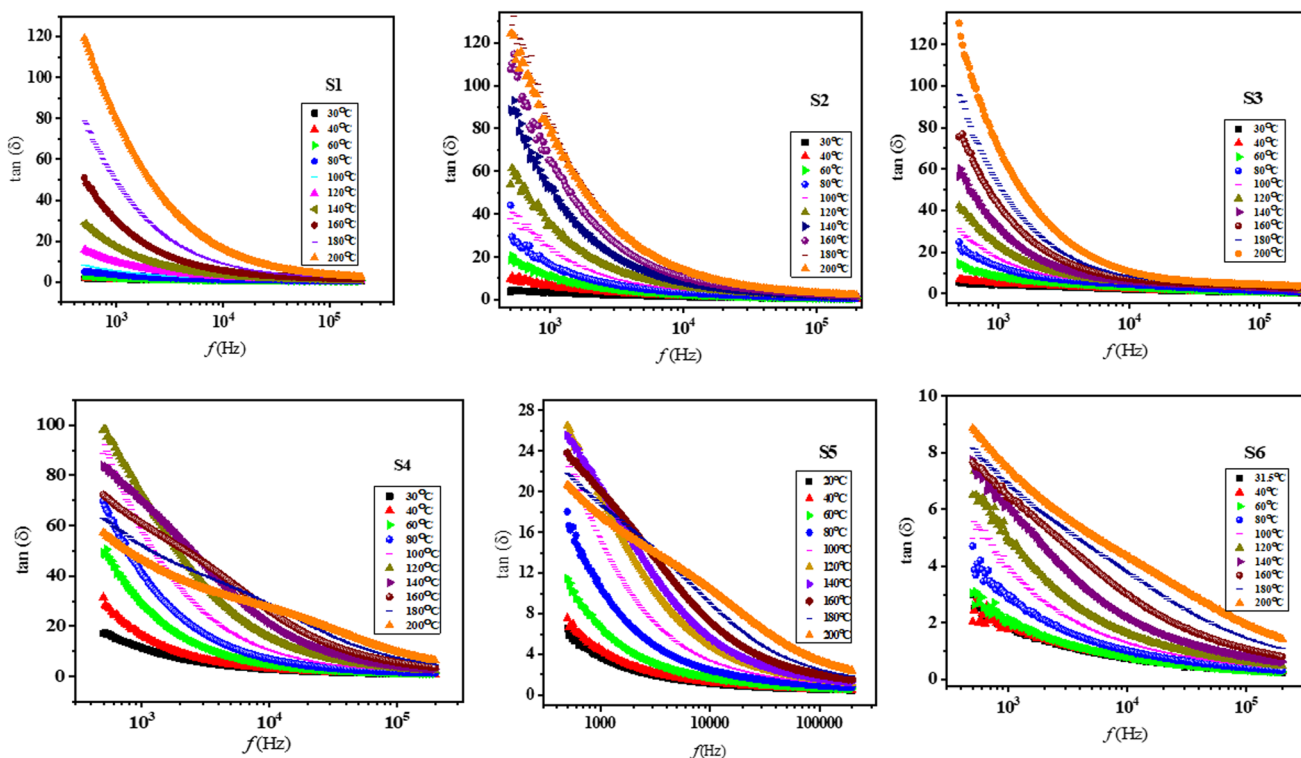 S1
tan (δ)
120
100
80
60
40
20
0
30°C
40°C
60°C
80°C
100°C
120°C
140°C
160°C
180°C
200°C
10³ 10⁴ 10⁵
f(Hz)
S2
tan (δ)
120
100
80
60
40
20
0
30°C
40°C
60°C
80°C
100°C
120°C
140°C
160°C
200°C
10³ 10⁴ 10⁵
f(Hz)
S3
tan (δ)
120
100
80
60
40
20
0
30°C
40°C
60°C
80°C
100°C
120°C
140°C
160°C
180°C
200°C
10³ 10⁴ 10⁵
f(Hz)
S4
tan (δ)
100
80
60
40
20
0
30°C
40°C
60°C
80°C
100°C
120°C
140°C
160°C
180°C
200°C
10³ 10⁴ 10⁵
f(Hz)
S5
tan (δ)
28
24
20
16
12
8
4
0
20°C
40°C
60°C
80°C
100°C
120°C
140°C
160°C
180°C
200°C
1000 10000 100000
f(Hz)
S6
tan (δ)
10
8
6
4
2
0
31.5°C
40°C
60°C
80°C
100°C
120°C
140°C
160°C
180°C
200°C
10³ 10⁴ 10⁵
f(Hz)